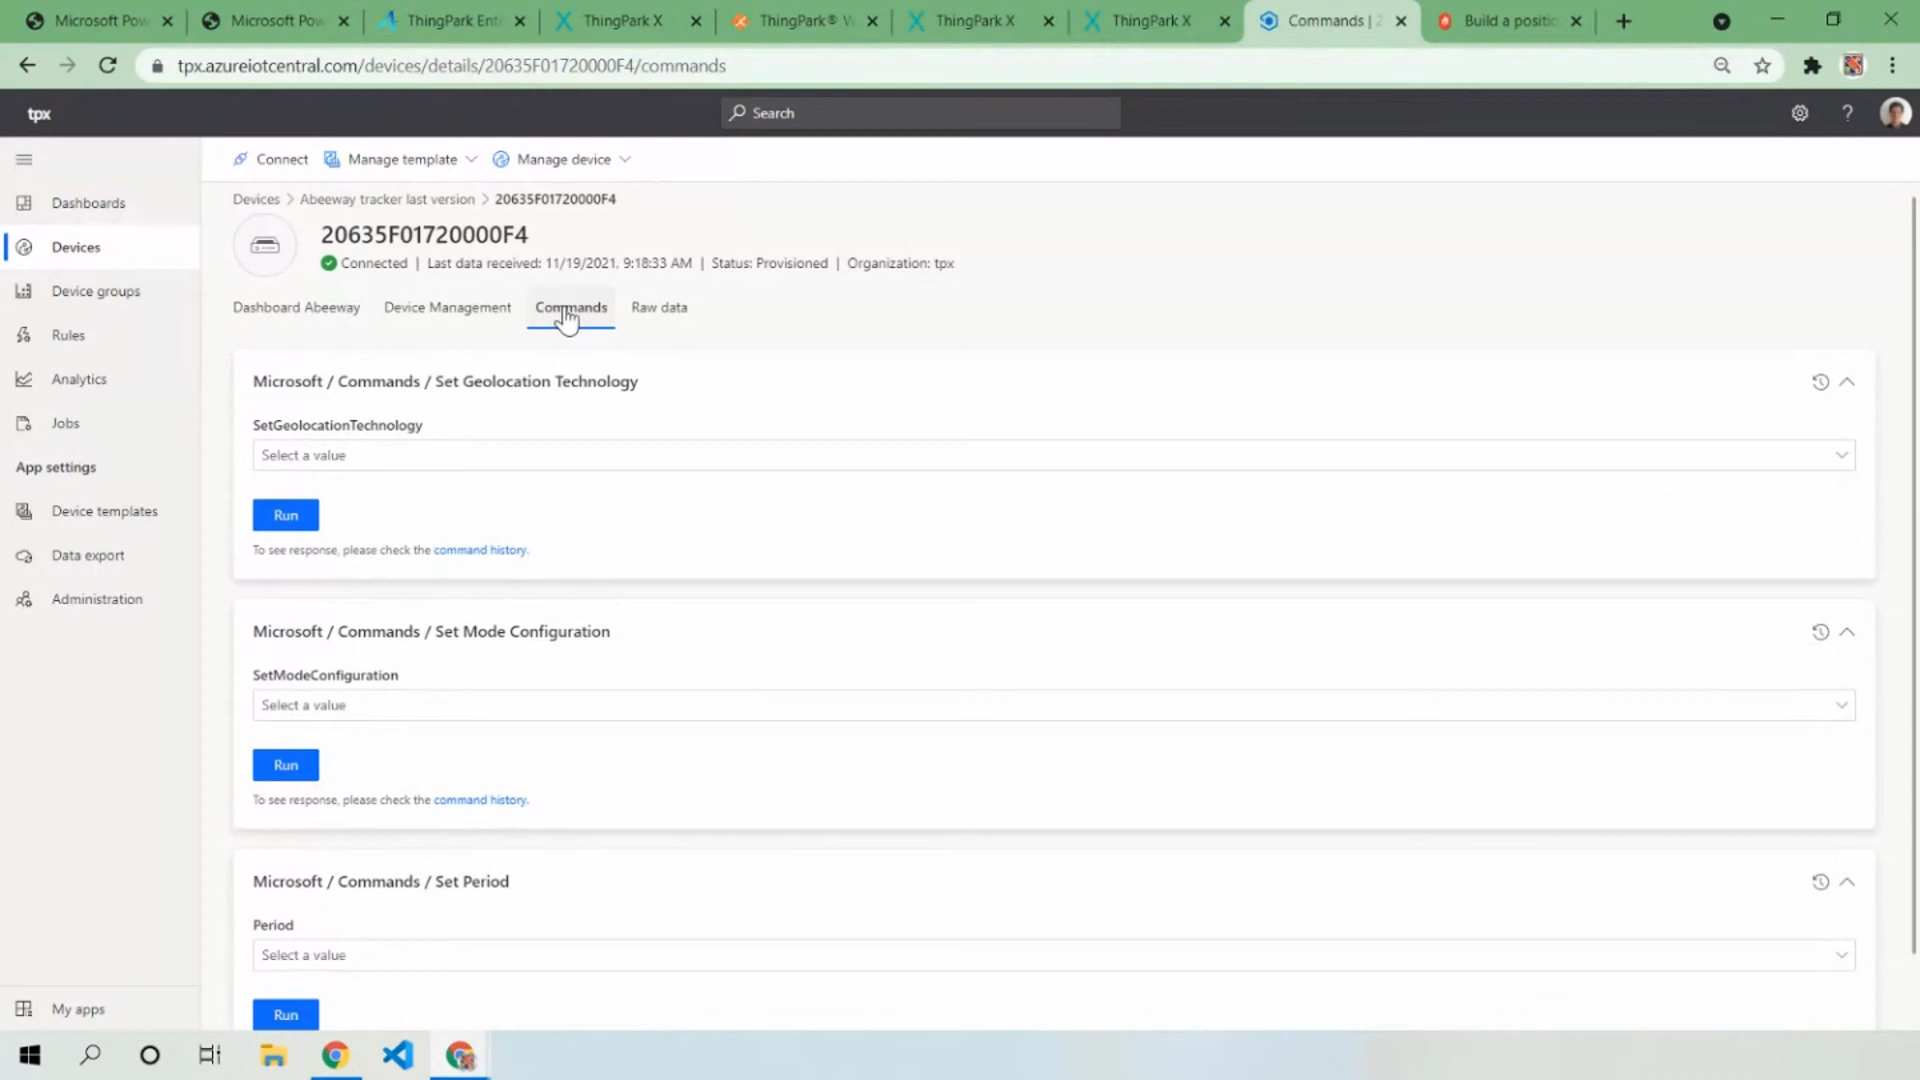 Microsoft Pow
Microsoft Pow
ThingPark Ente
ThingPark X
ThingPark® W
ThingPark X
ThingPark X
Commands | 2
Build a positio
tpx.azureiotcentral.com/devices/details/20635F01720000F4/commands
tpx
Search
Connect
Manage template
Manage device
Devices > Abeeway tracker last version > 20635F01720000F4
20635F01720000F4
Connected | Last data received: 11/19/2021, 9:18:33 AM | Status: Provisioned | Organization: tpx
Dashboard Abeeway
Device Management
Commands
Raw data
Dashboards
Devices
Device groups
Rules
Analytics
Jobs
App settings
Device templates
Data export
Administration
My apps
Microsoft / Commands / Set Geolocation Technology
SetGeolocationTechnology
Select a value
Run
To see response, please check the command history.
Microsoft / Commands / Set Mode Configuration
SetModeConfiguration
Select a value
Run
To see response, please check the command history.
Microsoft / Commands / Set Period
Period
Select a value
Run